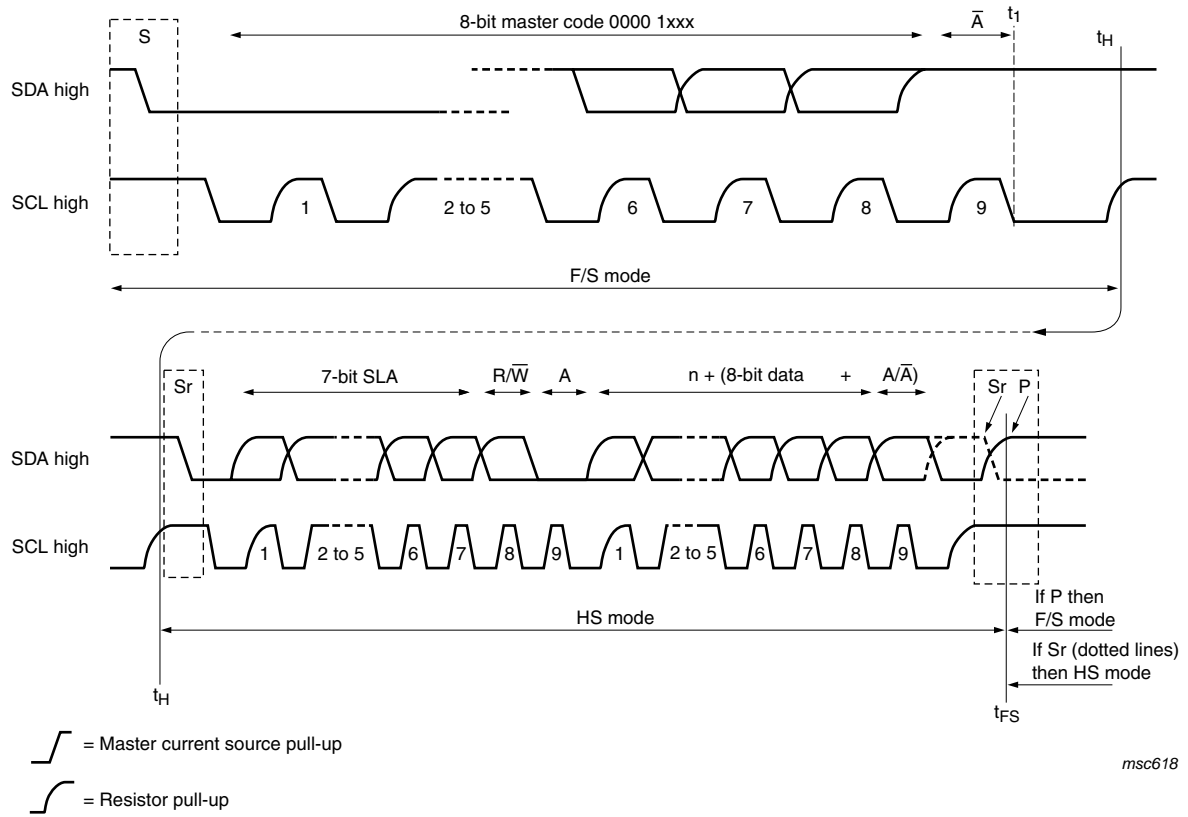 8-bit master code 0000 1xxx
A̅
t1
S
tH
SDA high
SCL high
1
2 to 5
6
7
8
9
F/S mode
7-bit SLA
R/W̅
A
n + (8-bit data + A/A̅)
Sr
Sr P
SDA high
SCL high
1
2 to 5
6
7
8
9
1
2 to 5
6
7
8
9
If P then
F/S mode
HS mode
If Sr (dotted lines)
then HS mode
tH
tFS
= Master current source pull-up
msc618
= Resistor pull-up